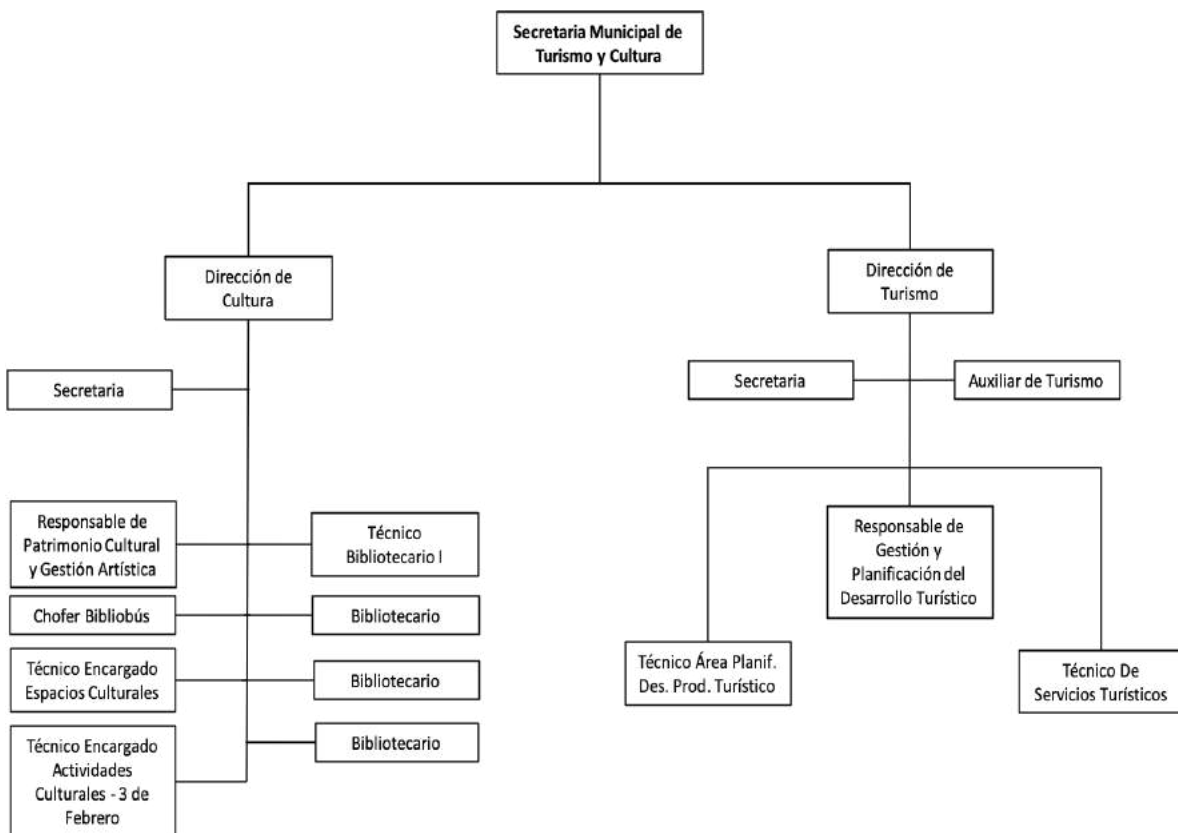 Secretaria Municipal de
Turismo y Cultura
Dirección de
Cultura
Dirección de
Turismo
Secretaria
Secretaria
Auxiliar de Turismo
Responsable de
Patrimonio Cultural
y Gestión Artística
Técnico
Bibliotecario I
Chofer Bibliobús
Bibliotecario
Técnico Encargado
Espacios Culturales
Bibliotecario
Técnico Encargado
Actividades
Culturales - 3 de
Febrero
Bibliotecario
Responsable de
Gestión y
Planificación del
Desarrollo Turístico
Técnico Área Planif.
Des. Prod. Turístico
Técnico De
Servicios Turísticos